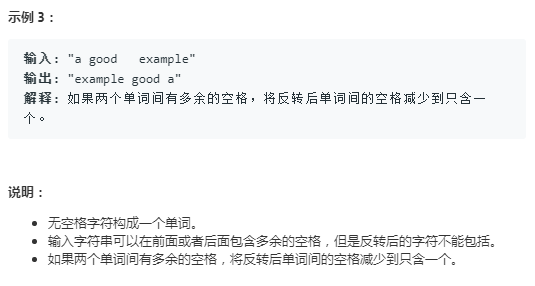 示例 3：
输入: "a good   example"
输出: "example good a"
解释: 如果两个单词间有多余的空格，将反转后单词间的空格减少到只含一
个。
说明：
• 无空格字符构成一个单词。
• 输入字符串可以在前面或者后面包含多余的空格，但是反转后的字符不能包括。
• 如果两个单词间有多余的空格，将反转后单词间的空格减少到只含一个。